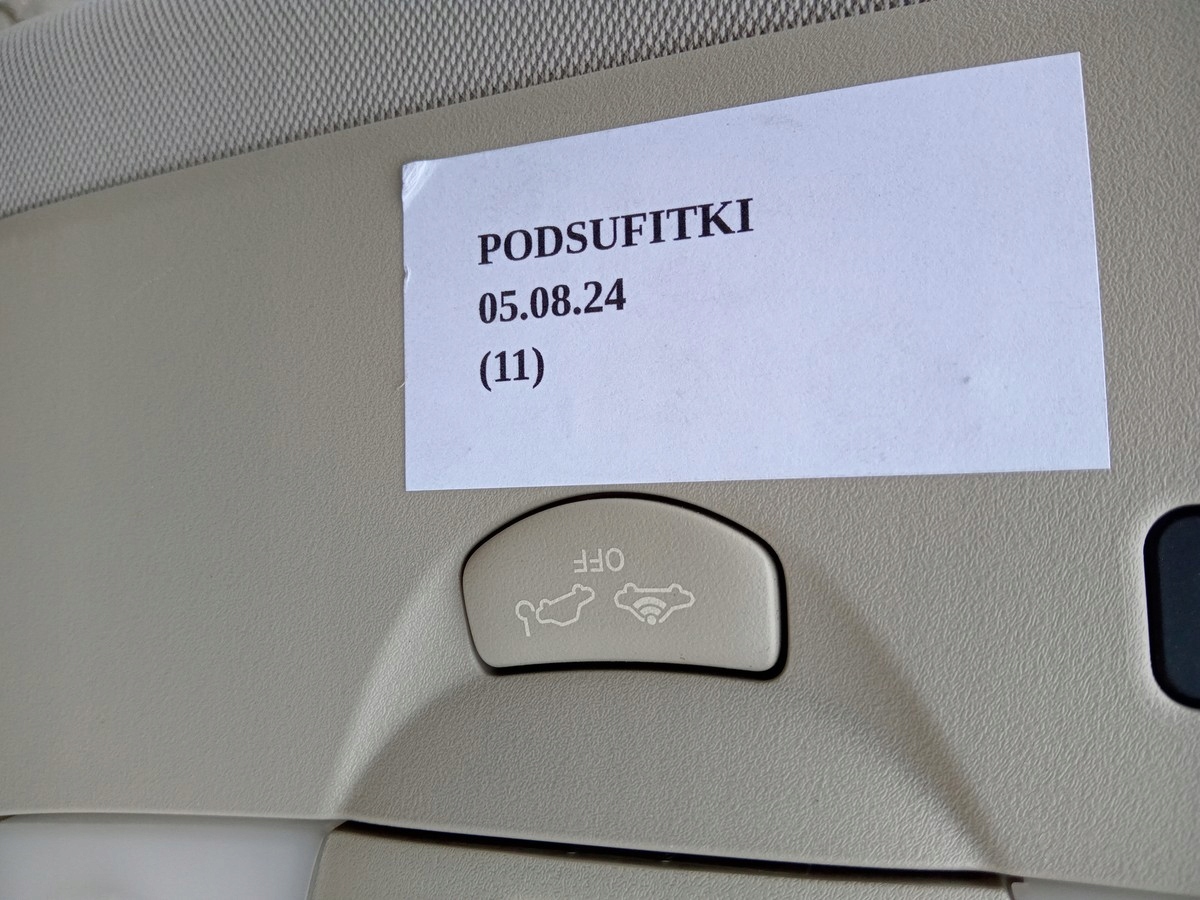 PODSUFITKI
05.08.24
(11)
OFF